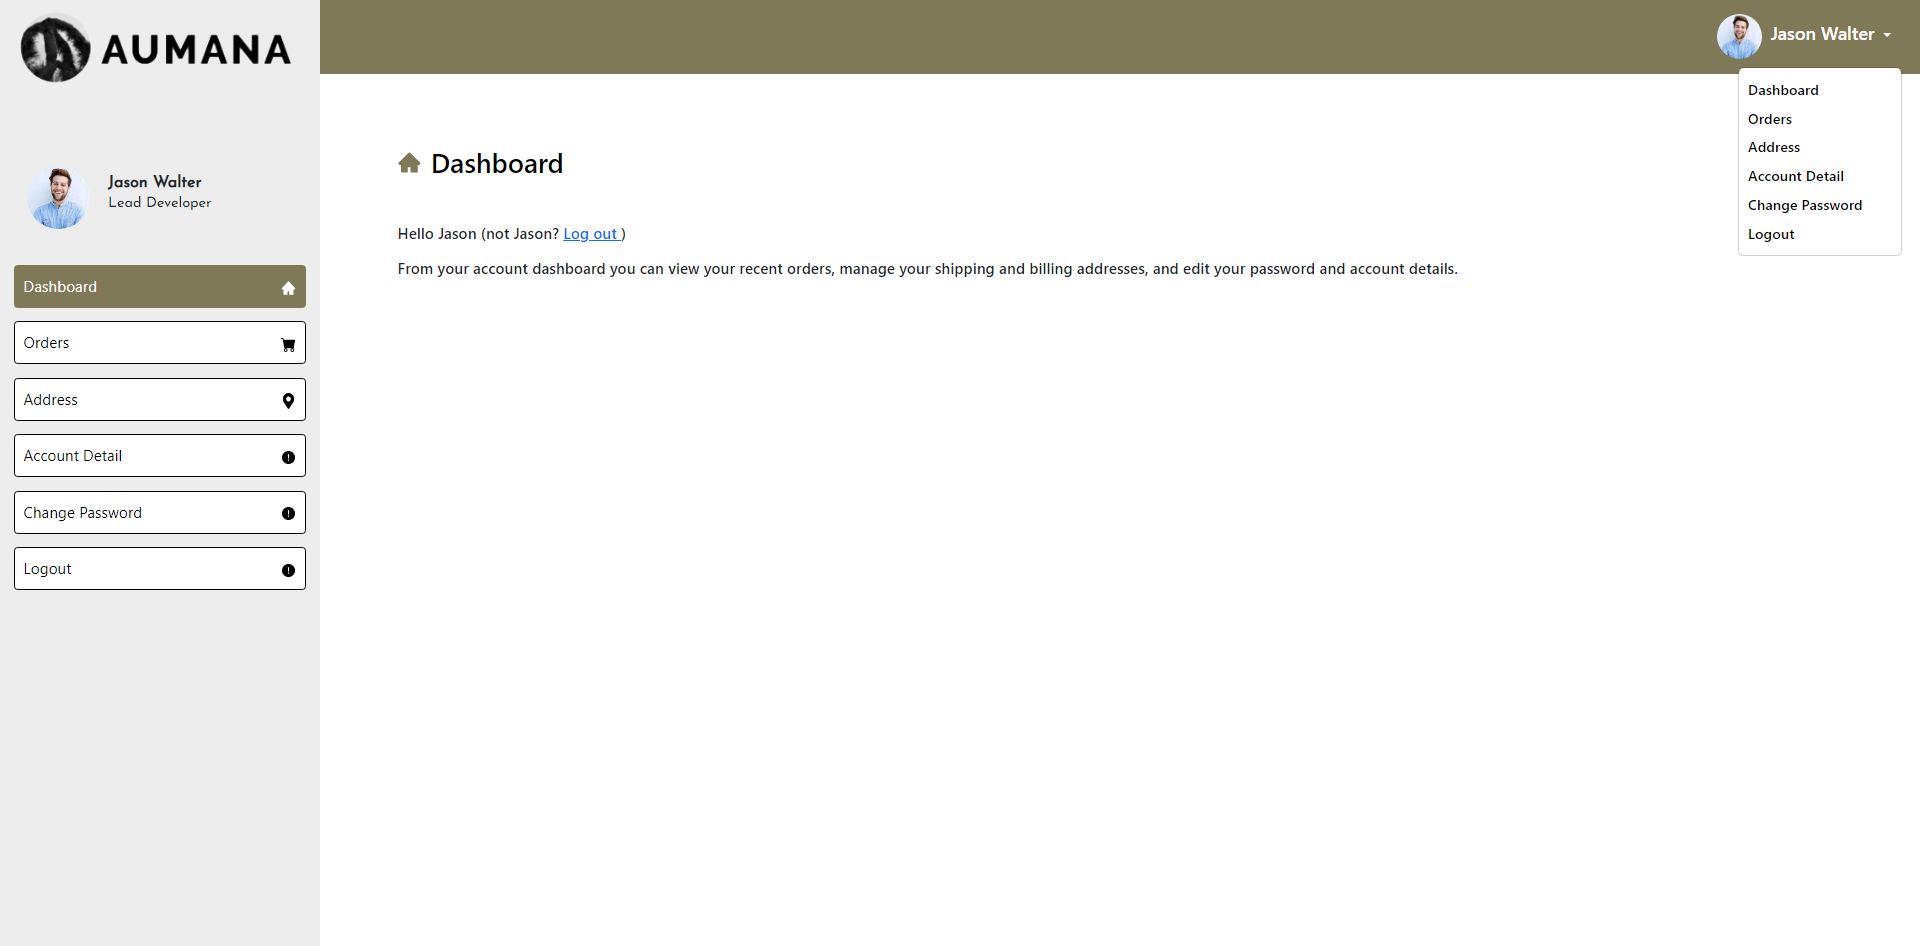 AUMANA
Jason Walter
Dashboard
Orders
Address
Account Detail
Change Password
Logout
Jason Walter
Lead Developer
Dashboard
Orders
Address
Account Detail
Change Password
Logout
Dashboard
Hello Jason (not Jason? Log out )
From your account dashboard you can view your recent orders, manage your shipping and billing addresses, and edit your password and account details.